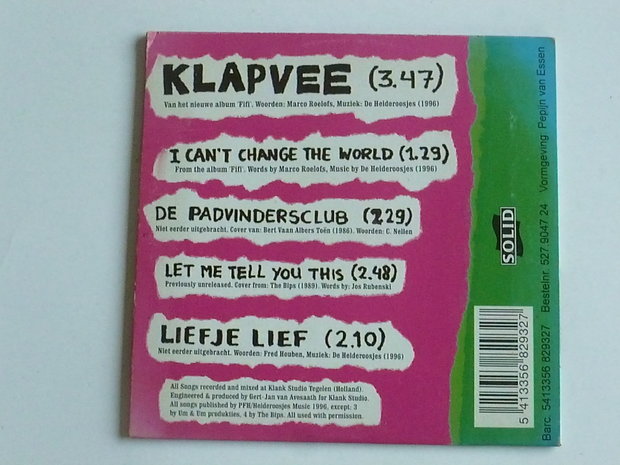 KLAPVEE (3.47)
Van het nieuwe album 'Fifi'. Woorden: Marco Roelofs, Muziek: De Heideroosjes (1996)
I CAN'T CHANGE THE WORLD (1.29)
From the album 'Fifi'. Words by Marco Roelofs, Music by De Heideroosjes (1996)
DE PADVINDERSCLUB (2.29)
Niet eerder uitgebracht. Cover van: Bert Vaan Albers Toën (1986). Woorden: C. Nellen
LET ME TELL YOU THIS (2.48)
Previously unreleased. Cover from: The Bips (1989). Words by: Jos Rubenski
LIEFJE LIEF (2.10)
Niet eerder uitgebracht. Woorden: Fred Houben, Muziek: De Heideroosjes (1996)
All Songs recorded and mixed at Klank Studio Tegelen (Holland).
Engineered & produced by Gert-Jan van Avesaath for Klank Studio.
All songs published by PFH/Heideroosjes Music 1996, except: 3
by Um & Um produkties, 4 by The Bips. All used with permission.
SOLID
5 413356 829327
Barc. 5413356 829327 Bestelnr. 527 9047 24 Vormgeving: Pepijn van Essen